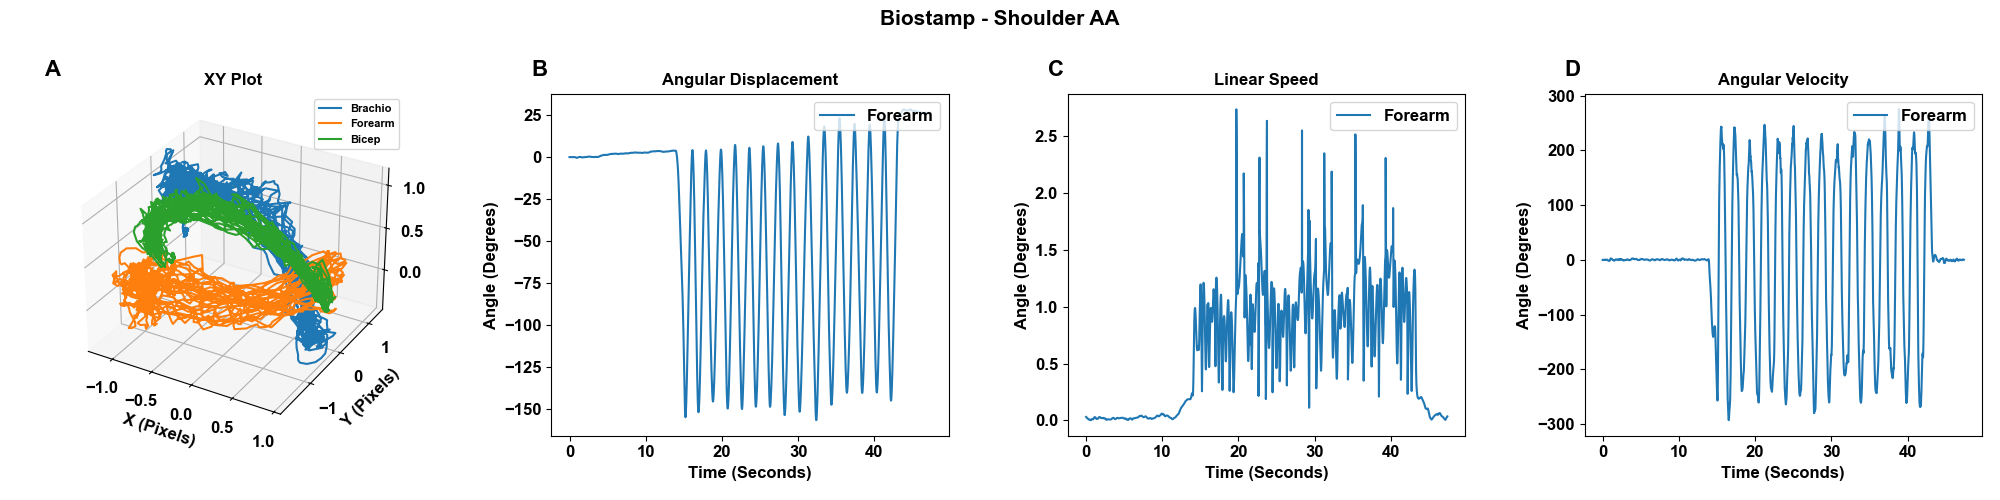 Biostamp - Shoulder AA
A
XY Plot
Brachio
Forearm
Bicep
1.0
0.5
0.0
1
0
−1
Y (Pixels)
−1.0
−0.5
0.0
0.5
1.0
X (Pixels)
B
Angular Displacement
Forearm
25
0
−25
−50
−75
−100
−125
−150
Angle (Degrees)
0 10 20 30 40
Time (Seconds)
C
Linear Speed
Forearm
2.5
2.0
1.5
1.0
0.5
0.0
Angle (Degrees)
0 10 20 30 40
Time (Seconds)
D
Angular Velocity
Forearm
300
200
100
0
−100
−200
−300
Angle (Degrees)
0 10 20 30 40
Time (Seconds)